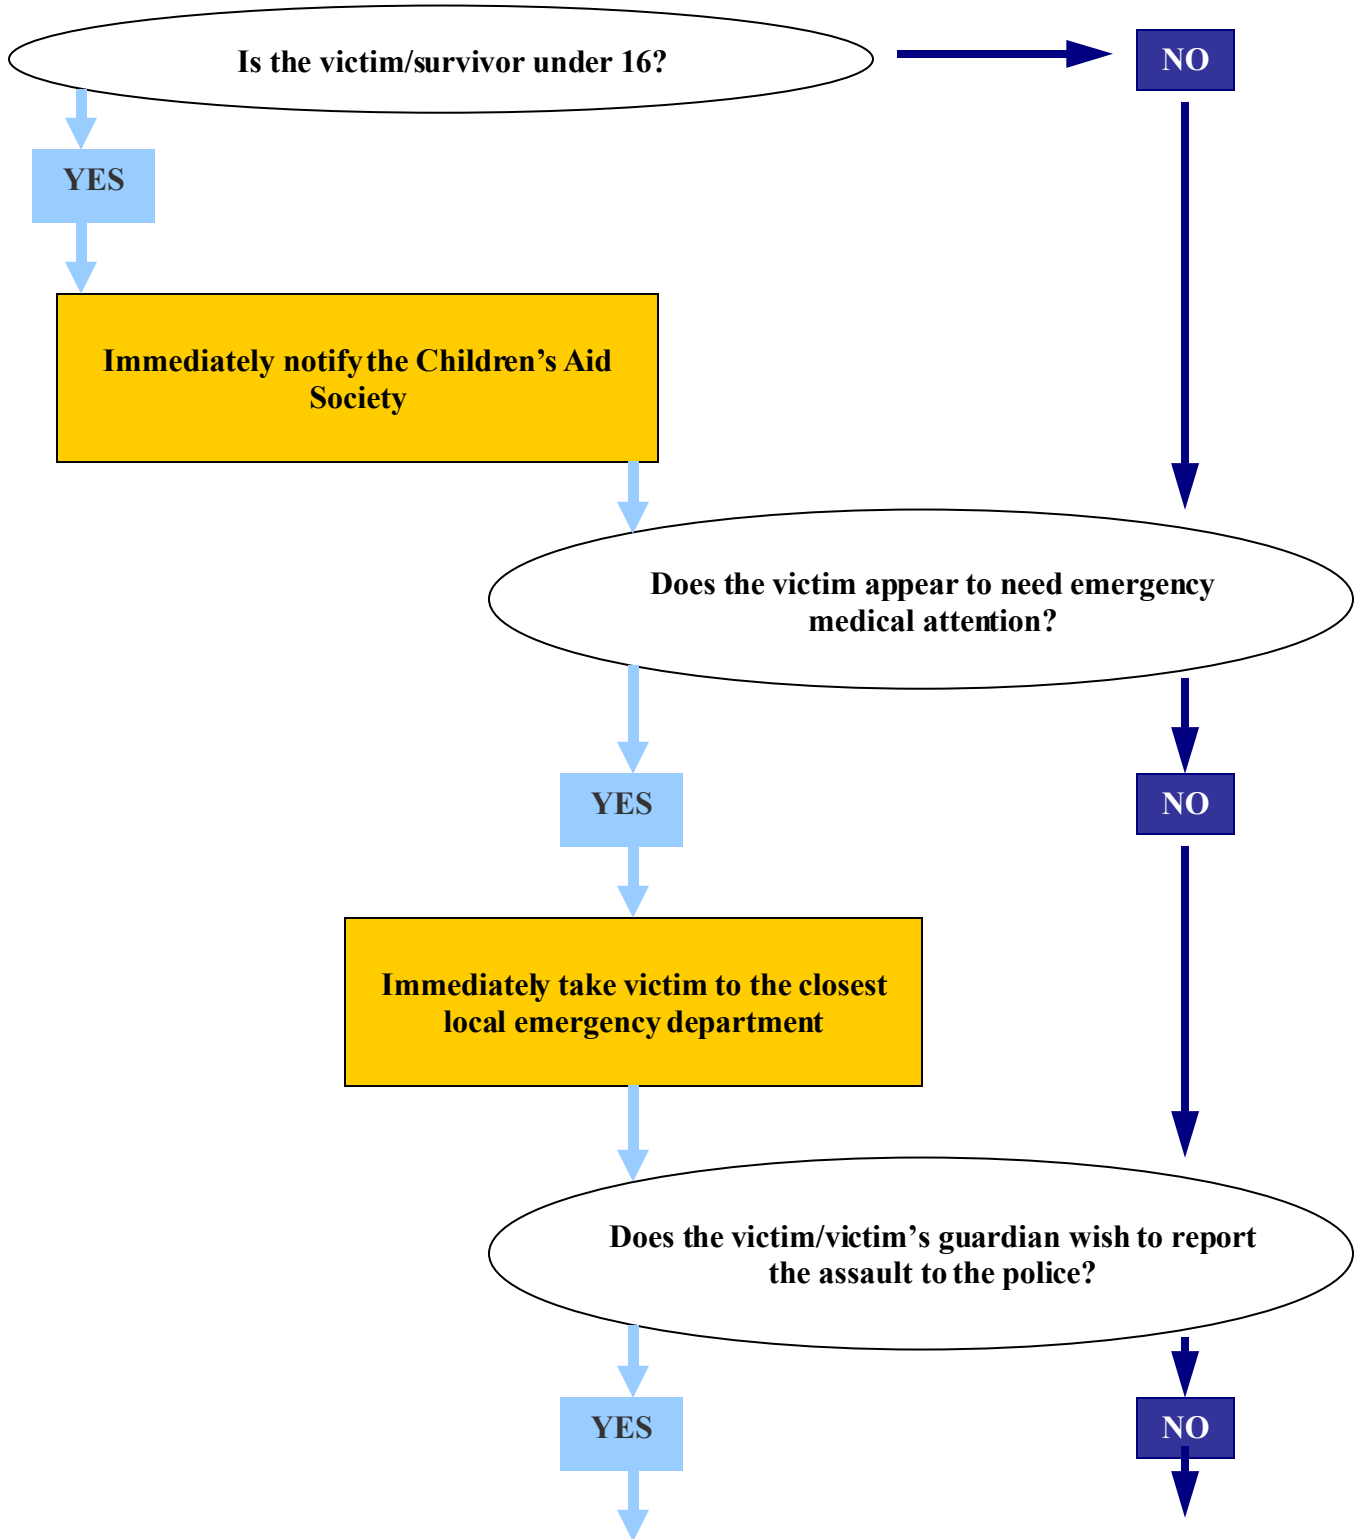 Is the victim/survivor under 16?
NO
YES
Immediately notify the Children’s Aid
Society
Does the victim appear to need emergency
medical attention?
YES
NO
Immediately take victim to the closest
local emergency department
Does the victim/victim’s guardian wish to report
the assault to the police?
YES
NO